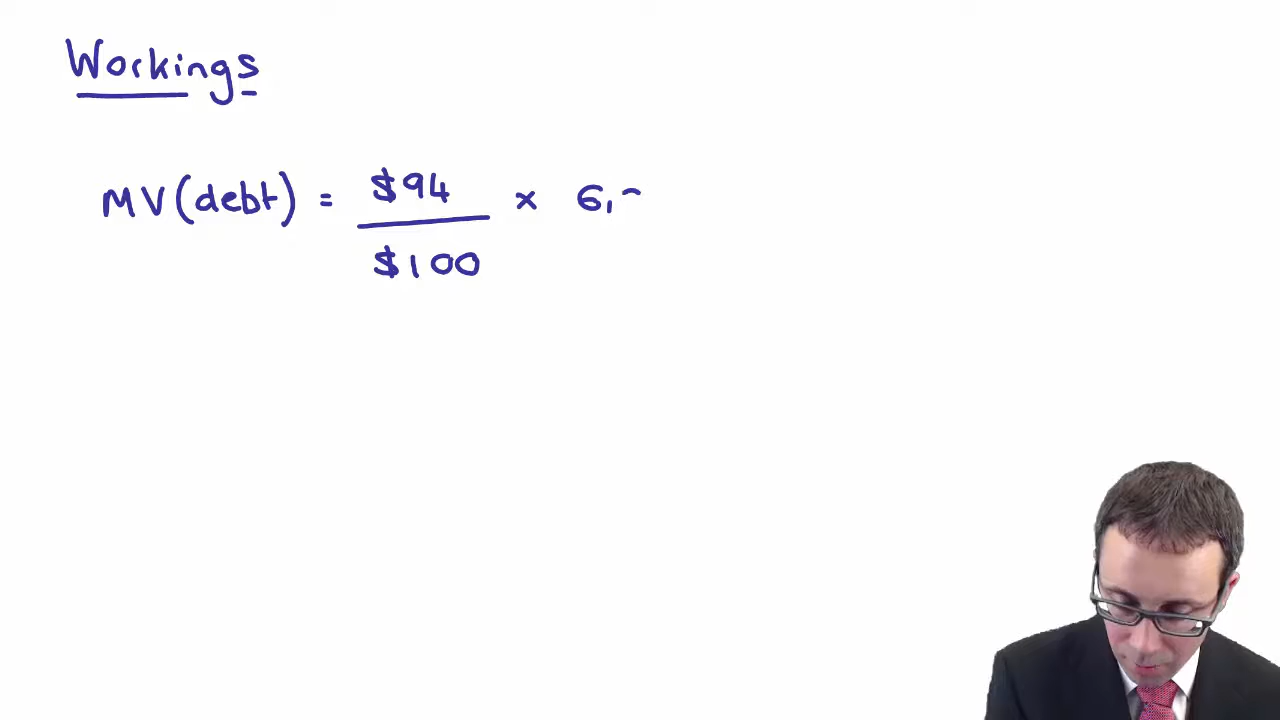 Workings
MV(debt) = $94 / $100 × 6,